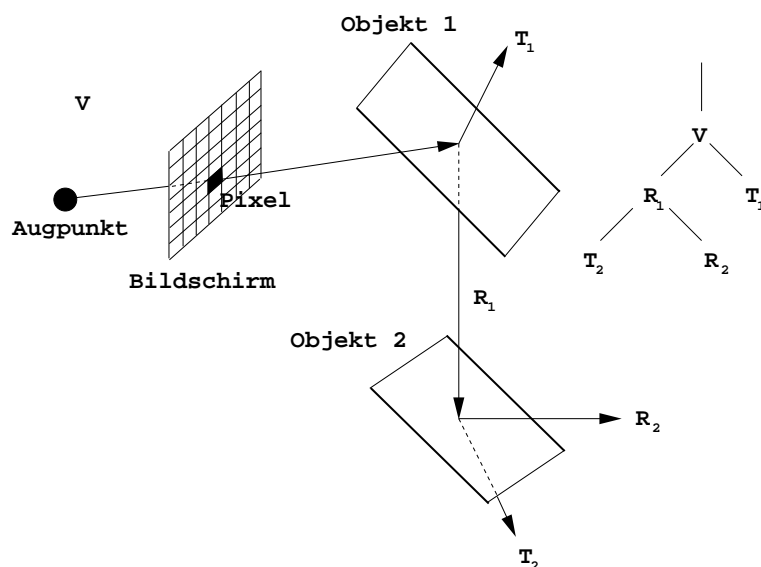 Objekt 1
T₁
V
Pixel
Augpunkt
Bildschirm
R₁
Objekt 2
R₂
T₂
V
R₁
T₁
T₂
R₂